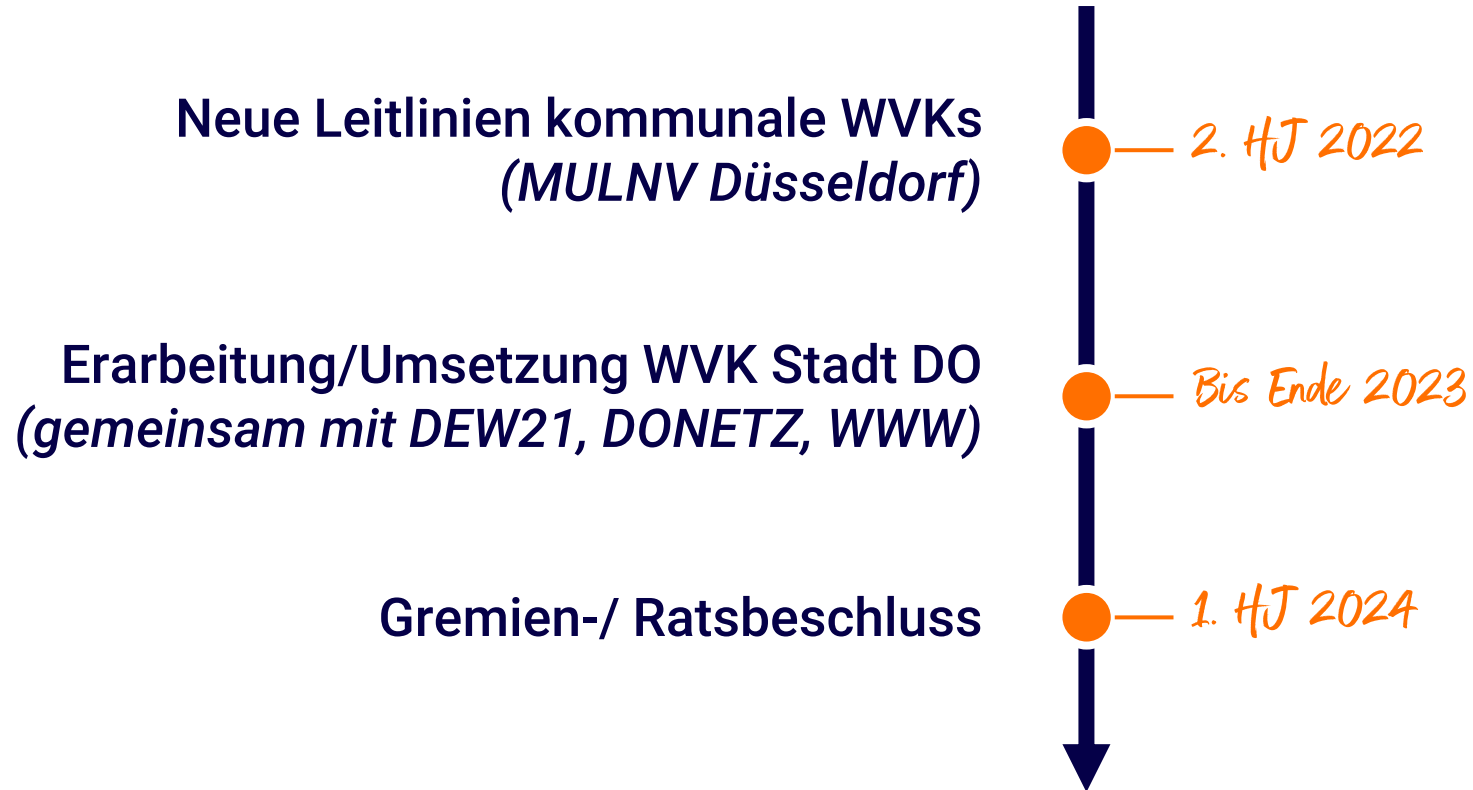 Neue Leitlinien kommunale WVKs
(MULNV Düsseldorf)
2. HJ 2022
Erarbeitung/Umsetzung WVK Stadt DO
(gemeinsam mit DEW21, DONETZ, WWW)
Bis Ende 2023
Gremien-/ Ratsbeschluss
1. HJ 2024